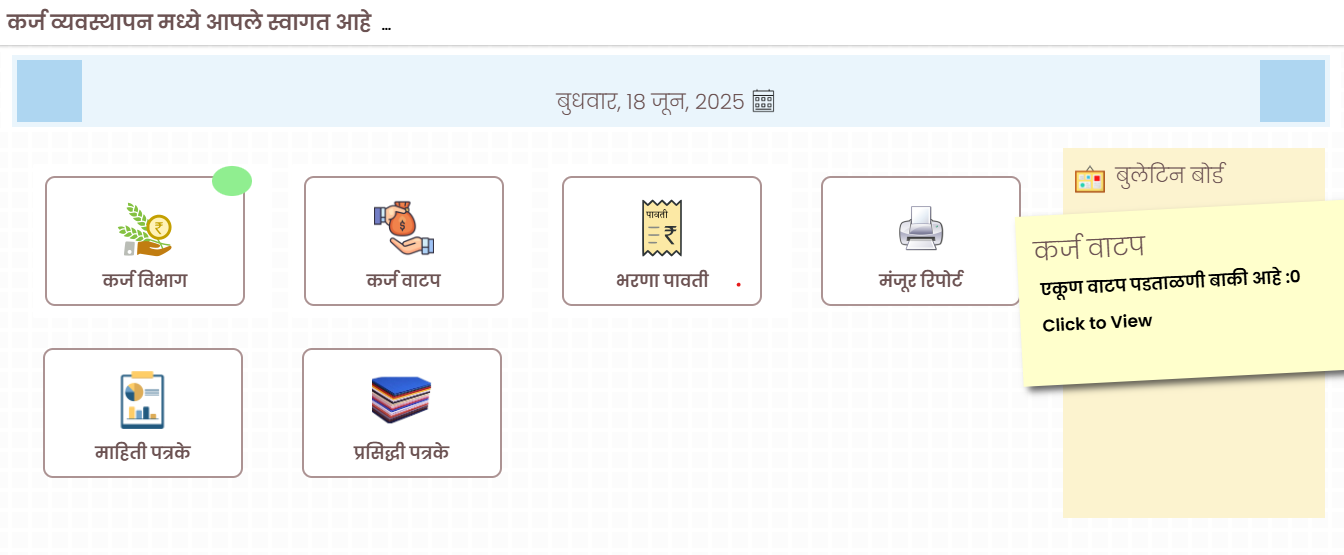 कर्ज व्यवस्थापन मध्ये आपले स्वागत आहे ...
बुधवार, 18 जून, 2025
कर्ज विभाग
कर्ज वाटप
पावती
₹
भरणा पावती
मंजूर रिपोर्ट
माहिती पत्रके
प्रसिद्धी पत्रके
बुलेटिन बोर्ड
कर्ज वाटप
एकूण वाटप पडताळणी बाकी आहे :0
Click to View